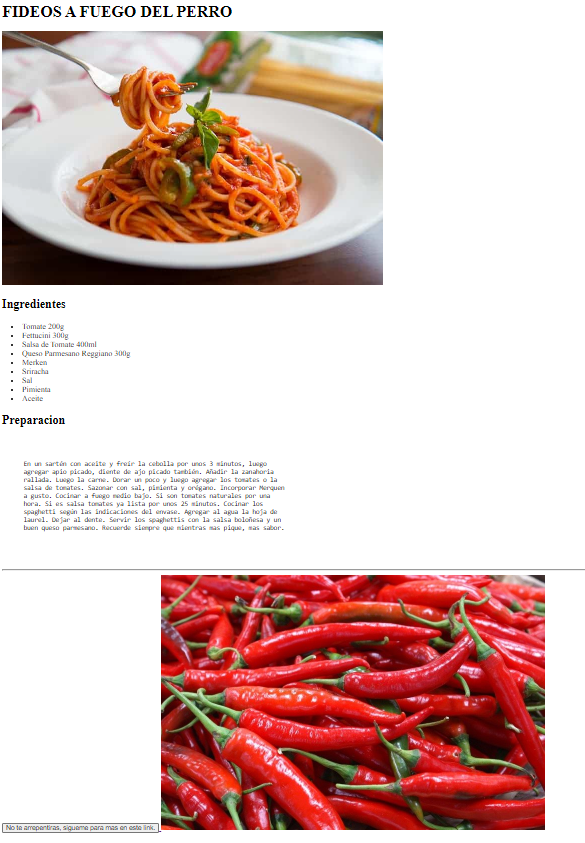 FIDEOS A FUEGO DEL PERRO
Ingredientes
Tomate 200g
Fettucini 300g
Salsa de Tomate 400ml
Queso Parmesano Reggiano 300g
Merken
Sriracha
Sal
Pimienta
Aceite
Preparacion
En un sartén con aceite y freír la cebolla por unos 3 minutos, luego
agregar apio picado, diente de ajo picado también. Añadir la zanahoria
rallada. Luego la carne. Dorar un poco y luego agregar los tomates o la
salsa de tomates. Sazonar con sal, pimienta y orégano. Incorporar Merquen
a gusto. Cocinar a fuego medio bajo. Si son tomates naturales por una
hora. Si es salsa tomates ya lista por unos 25 minutos. Cocinar los
spaghetti según las indicaciones del envase. Agregar al agua la hoja de
laurel. Dejar al dente. Servir los spaghettis con la salsa boloñesa y un
buen queso parmesano. Recuerde siempre que mientras mas pique, mas sabor.
No te arrepentiras, sigueme para mas en este link.